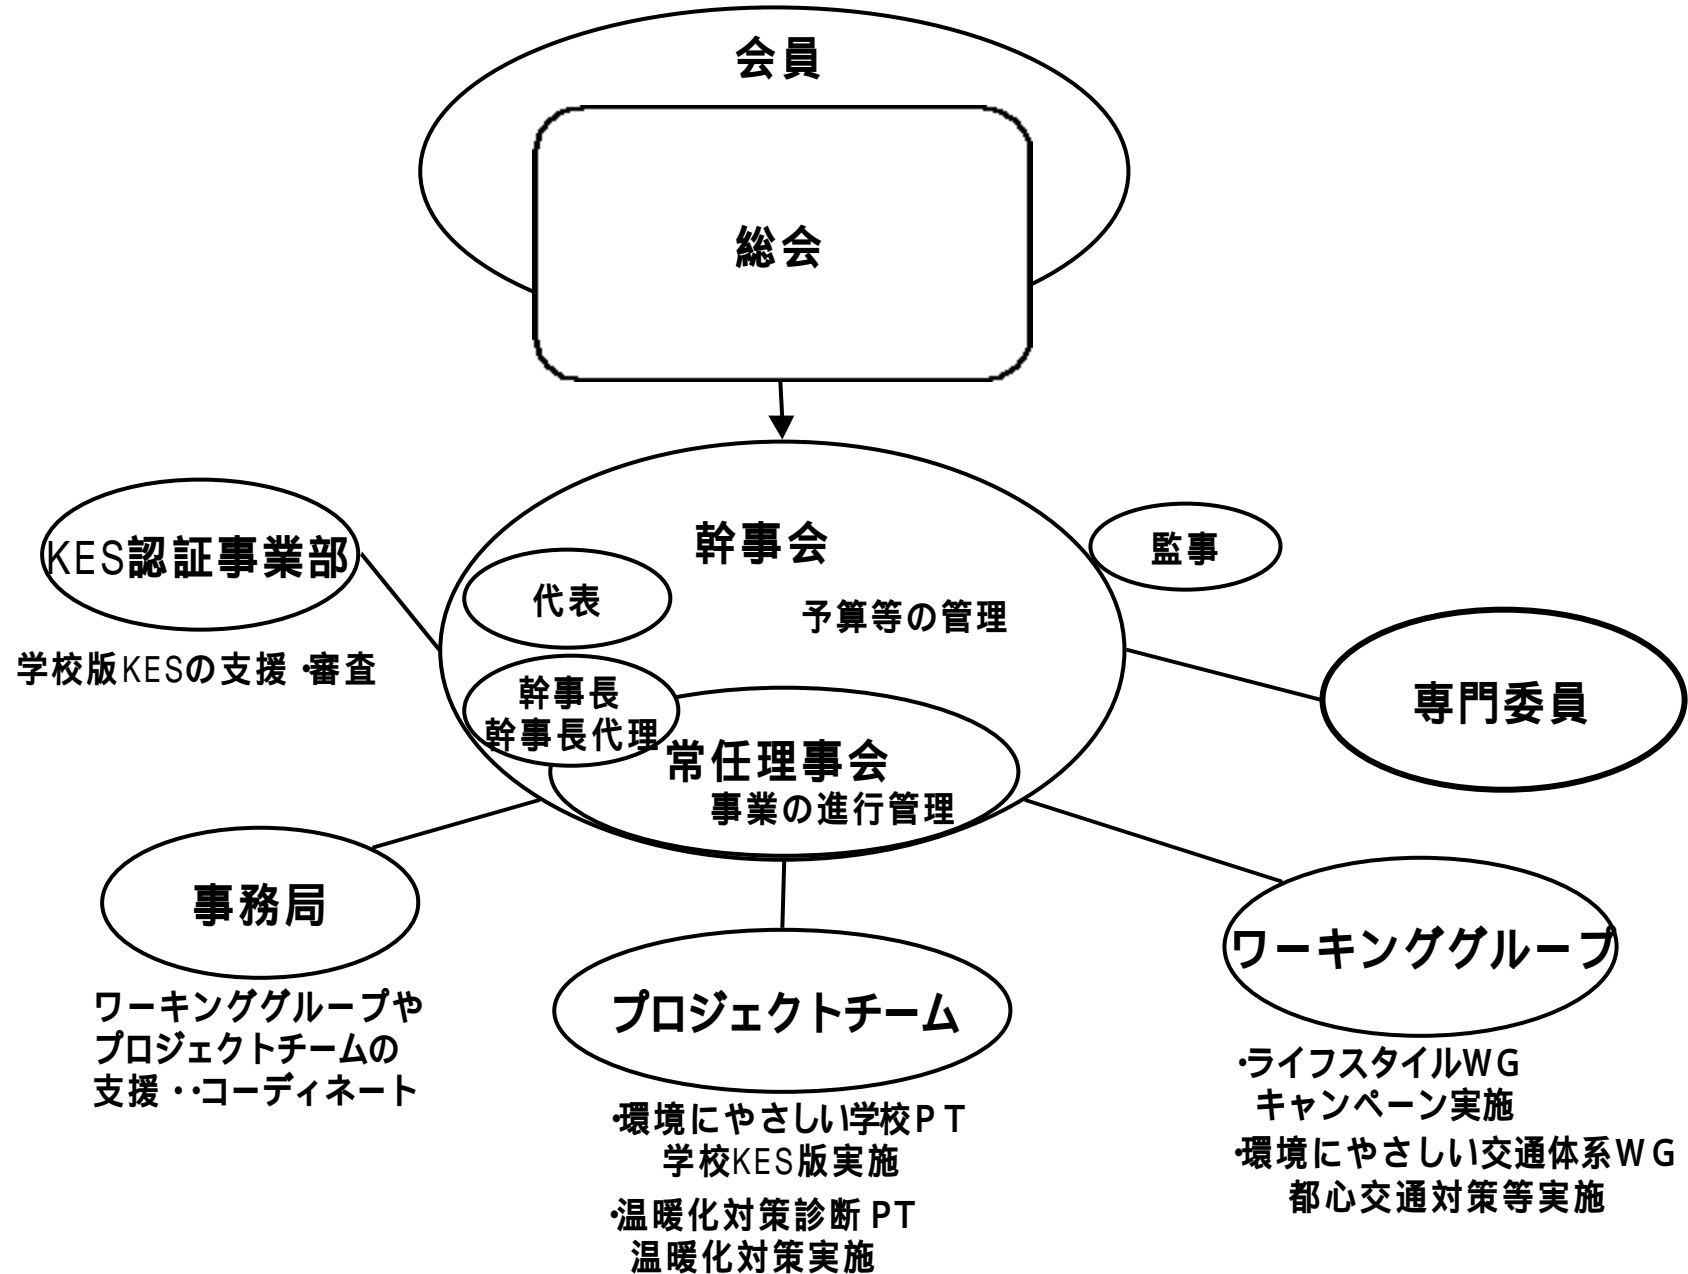 会員
総会
幹事会
監事
KES認証事業部
代表
予算等の管理
学校版KESの支援・審査
幹事長
幹事長代理
専門委員
常任理事会
事業の進行管理
事務局
ワーキンググループや
プロジェクトチームの
支援・・コーディネート
プロジェクトチーム
・環境にやさしい学校PT
学校KES版実施
・温暖化対策診断PT
温暖化対策実施
ワーキンググループ
・ライフスタイルWG
キャンペーン実施
・環境にやさしい交通体系WG
都心交通対策等実施